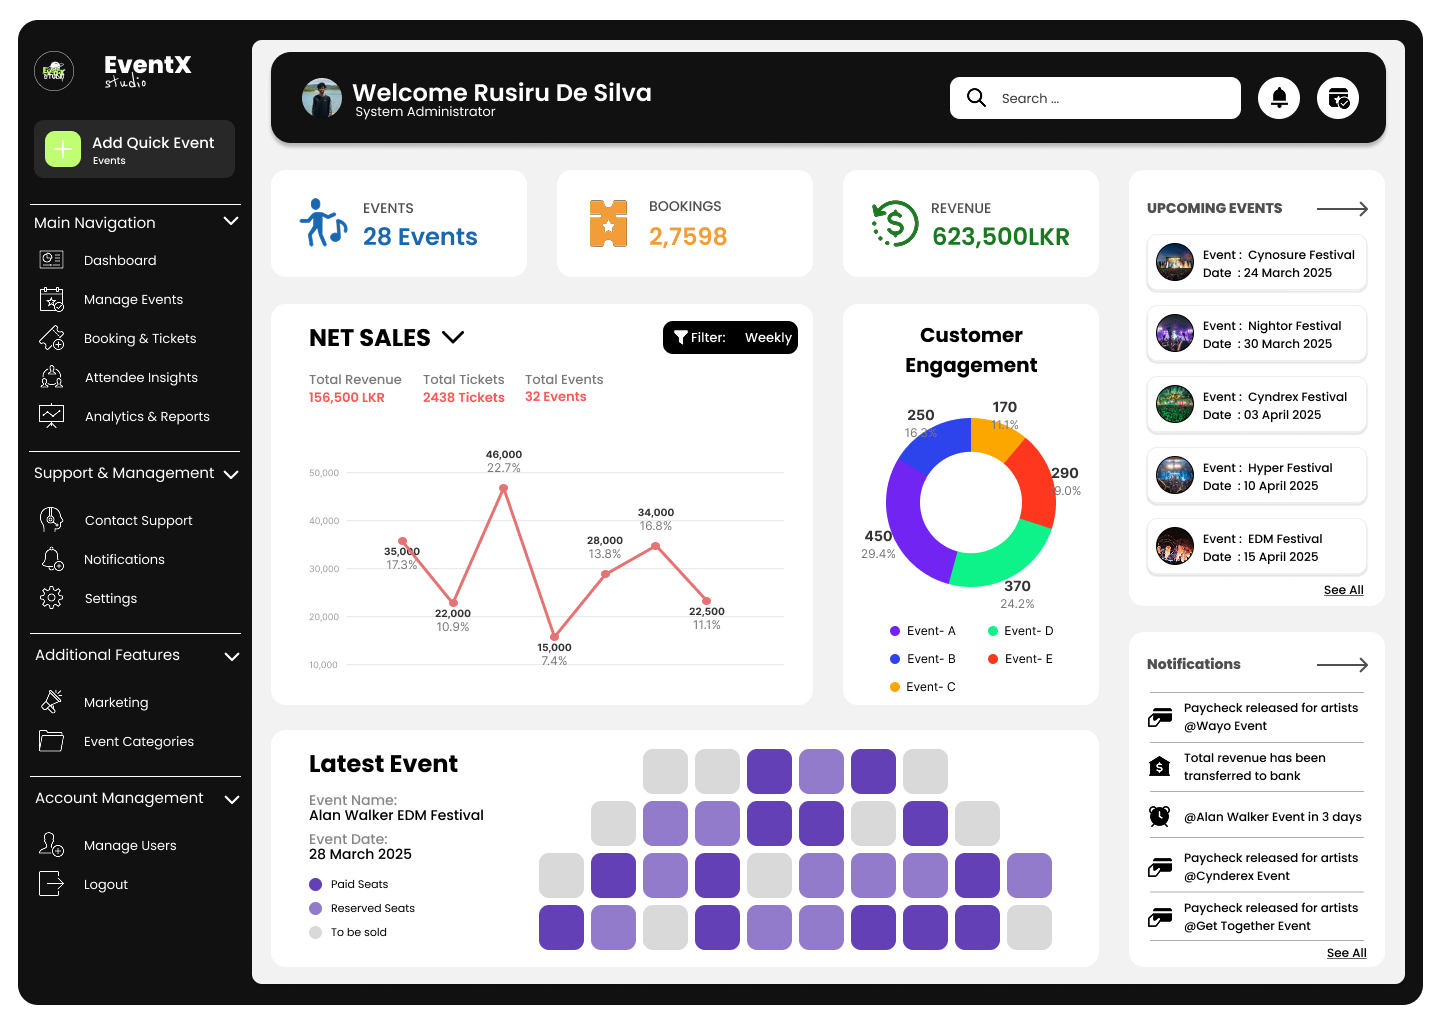 EventX
studio
Add Quick Event
Events
Main Navigation
Dashboard
Manage Events
Booking & Tickets
Attendee Insights
Analytics & Reports
Support & Management
Contact Support
Notifications
Settings
Additional Features
Marketing
Event Categories
Account Management
Manage Users
Logout
Welcome Rusiru De Silva
System Administrator
Search ...
EVENTS
28 Events
BOOKINGS
2,7598
REVENUE
623,500LKR
NET SALES
Filter: Weekly
Total Revenue
156,500 LKR
Total Tickets
2438 Tickets
Total Events
32 Events
50,000
40,000
30,000
20,000
10,000
35,000
17.3%
22,000
10.9%
46,000
22.7%
15,000
7.4%
28,000
13.8%
34,000
16.8%
22,500
11.1%
Customer
Engagement
250
16.3%
170
11.1%
290
9.0%
450
29.4%
370
24.2%
Event- A
Event- D
Event- B
Event- E
Event- C
Latest Event
Event Name:
Alan Walker EDM Festival
Event Date:
28 March 2025
Paid Seats
Reserved Seats
To be sold
UPCOMING EVENTS
Event : Cynosure Festival
Date : 24 March 2025
Event : Nightor Festival
Date : 30 March 2025
Event : Cyndrex Festival
Date : 03 April 2025
Event : Hyper Festival
Date : 10 April 2025
Event : EDM Festival
Date : 15 April 2025
See All
Notifications
Paycheck released for artists
@Wayo Event
Total revenue has been
transferred to bank
@Alan Walker Event in 3 days
Paycheck released for artists
@Cynderex Event
Paycheck released for artists
@Get Together Event
See All